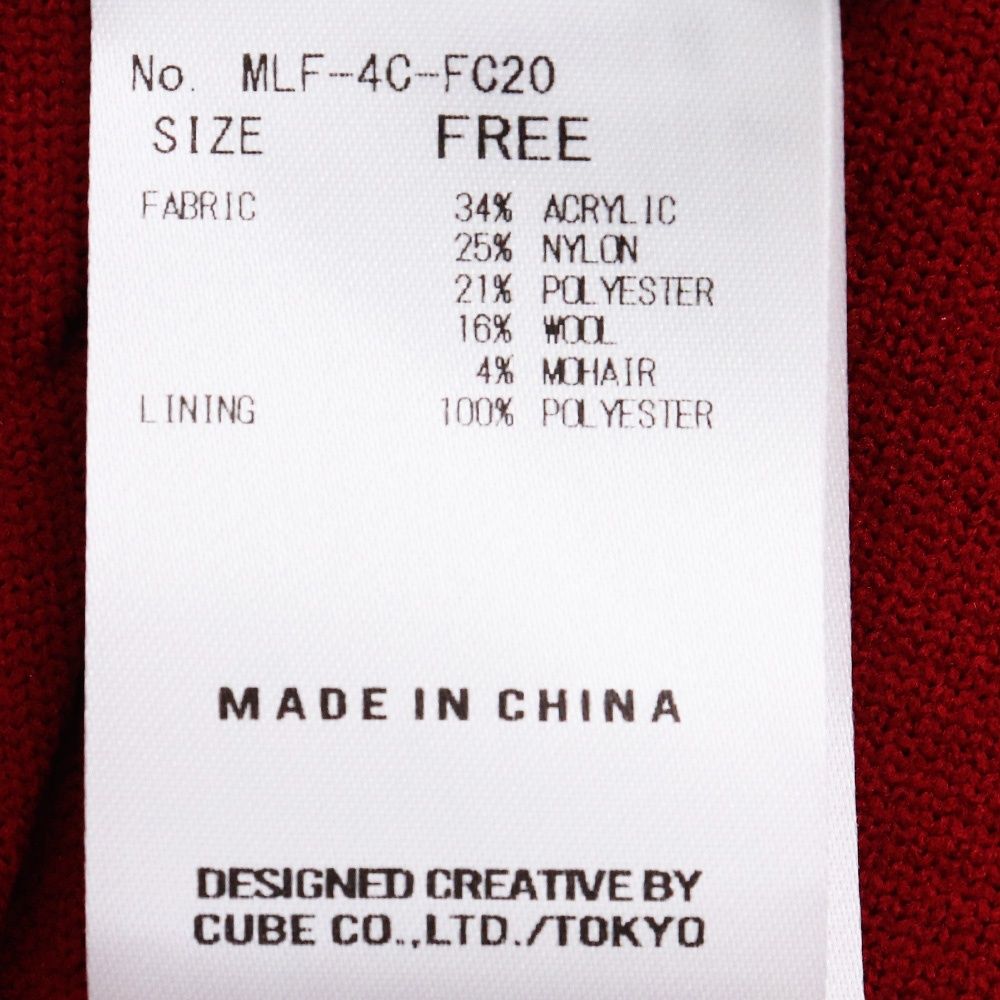 No. MLF-4C-FC20
SIZE FREE
FABRIC 34% ACRYLIC
25% NYLON
21% POLYESTER
16% WOOL
4% MOHAIR
LINING 100% POLYESTER
MADE IN CHINA
DESIGNED CREATIVE BY
CUBE CO.,LTD./TOKYO